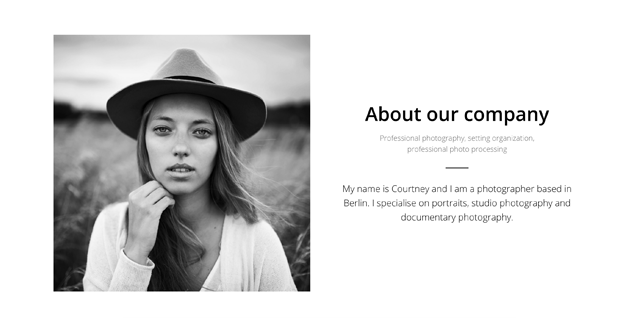 About our company
Professional photography, setting organization,
professional photo processing
My name is Courtney and I am a photographer based in
Berlin. I specialise on portraits, studio photography and
documentary photography.